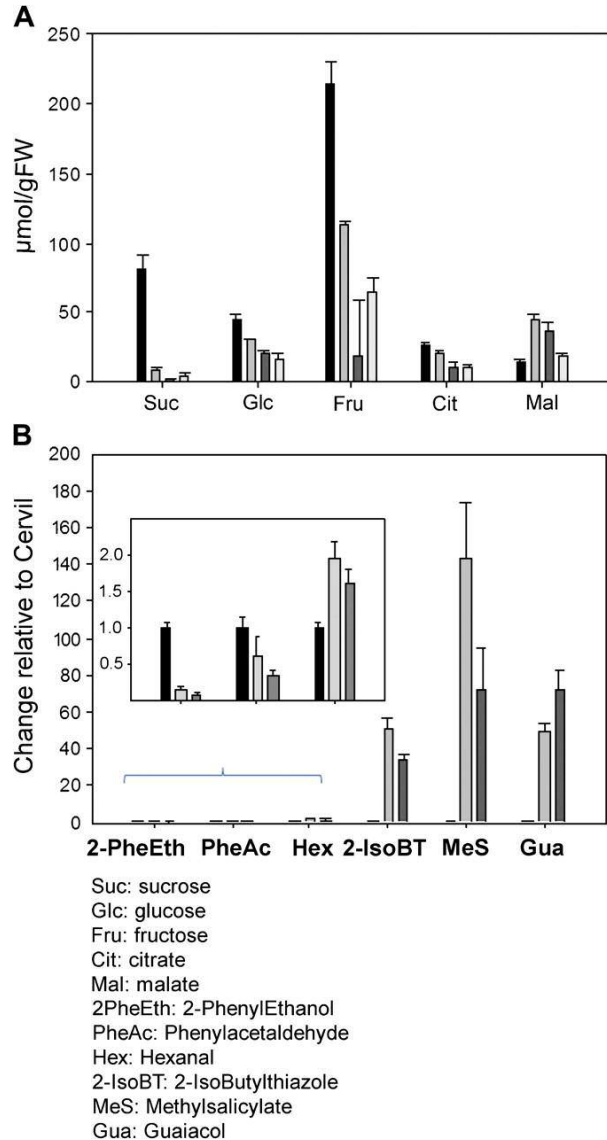 A
250
200
150
100
50
0
µmol/gFW
Suc Glc Fru Cit Mal
B
200
180
160
140
120
100
80
60
40
20
0
Change relative to Cervil
2.0
1.5
1.0
0.5
2-PheEth PheAc Hex 2-IsoBT MeS Gua
Suc: sucrose
Glc: glucose
Fru: fructose
Cit: citrate
Mal: malate
2PheEth: 2-PhenylEthanol
PheAc: Phenylacetaldehyde
Hex: Hexanal
2-IsoBT: 2-IsoButylthiazole
MeS: Methylsalicylate
Gua: Guaiacol